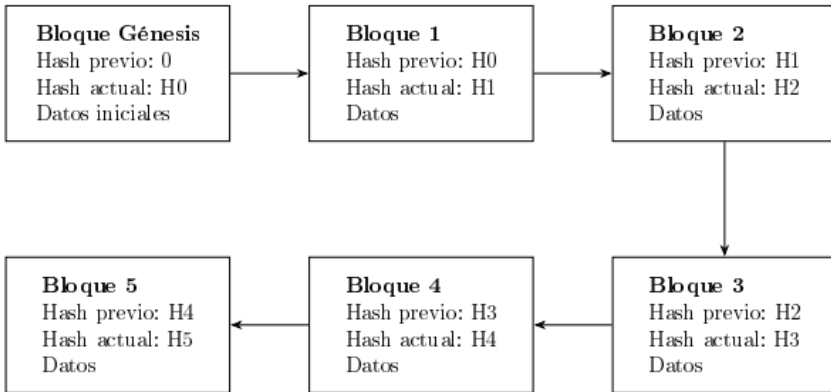 Bloque Génesis
Hash previo: 0
Hash actual: H0
Datos iniciales
Bloque 1
Hash previo: H0
Hash actual: H1
Datos
Bloque 2
Hash previo: H1
Hash actual: H2
Datos
Bloque 3
Hash previo: H2
Hash actual: H3
Datos
Bloque 4
Hash previo: H3
Hash actual: H4
Datos
Bloque 5
Hash previo: H4
Hash actual: H5
Datos